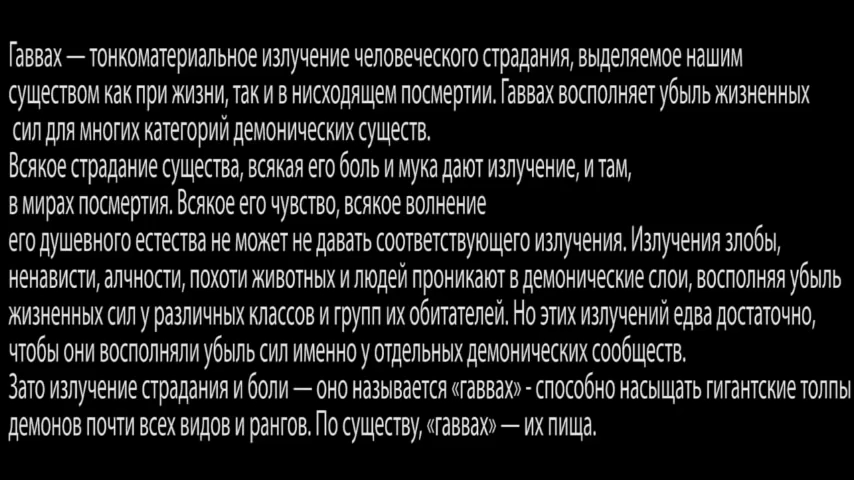 Гаввах — тонкоматериальное излучение человеческого страдания, выделяемое нашим
существом как при жизни, так и в нисходящем посмертии. Гаввах восполняет убыль жизненных
сил для многих категорий демонических существ.
Всякое страдание существа, всякая его боль и мука дают излучение, и там,
в мирах посмертия. Всякое его чувство, всякое волнение
его душевного естества не может не давать соответствующего излучения. Излучения злобы,
ненависти, алчности, похоти животных и людей проникают в демонические слои, восполняя убыль
жизненных сил у различных классов и групп их обитателей. Но этих излучений едва достаточно,
чтобы они восполняли убыль сил именно у отдельных демонических сообществ.
Зато излучение страдания и боли — оно называется «гаввах» - способно насыщать гигантские толпы
демонов почти всех видов и рангов. По существу, «гаввах» — их пища.